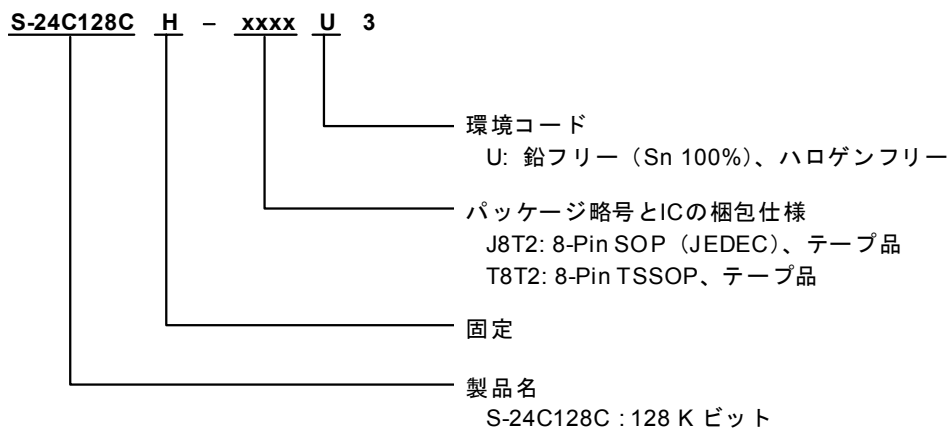 S-24C128C H – xxxx U 3
環境コード
U: 鉛フリー（Sn 100%）、ハロゲンフリー
パッケージ略号とICの梱包仕様
J8T2: 8-Pin SOP（JEDEC）、テープ品
T8T2: 8-Pin TSSOP、テープ品
固定
製品名
S-24C128C : 128 K ビット